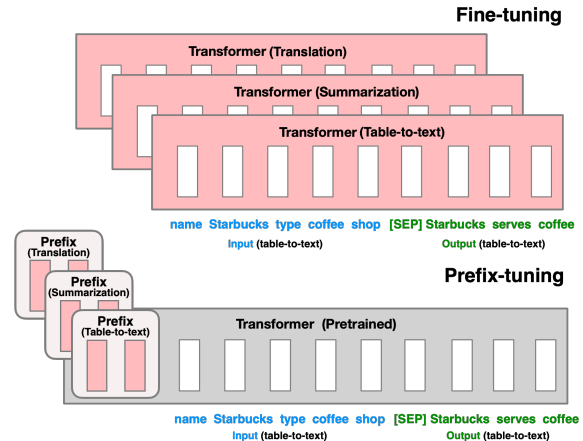 Fine-tuning
Transformer (Translation)
Transformer (Summarization)
Transformer (Table-to-text)
name Starbucks type coffee shop [SEP] Starbucks serves coffee
Input (table-to-text) Output (table-to-text)
Prefix-tuning
Prefix
(Translation)
Prefix
(Summarization)
Prefix
(Table-to-text)
Transformer (Pretrained)
name Starbucks type coffee shop [SEP] Starbucks serves coffee
Input (table-to-text) Output (table-to-text)